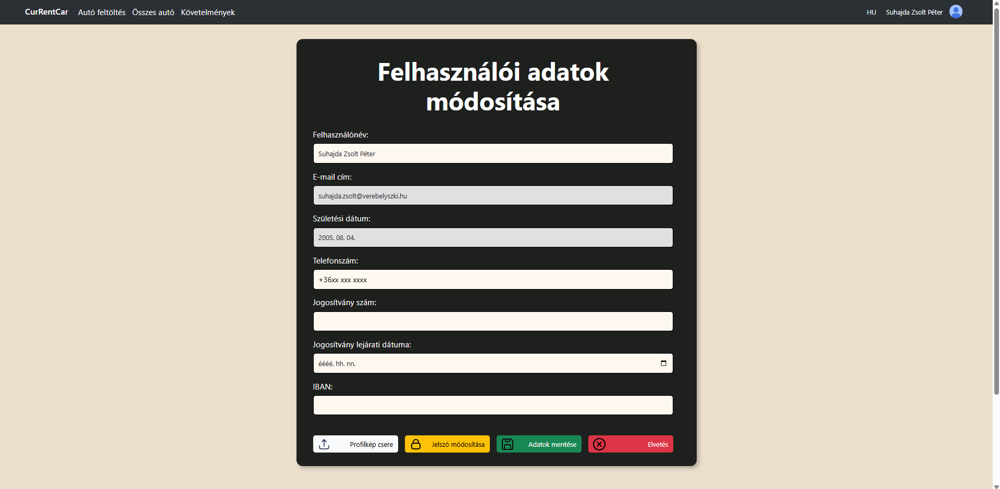 CurRentCar Autó feltöltés Összes autó Követelmények HU Suhajda Zsolt Péter
Felhasználói adatok
módosítása
Felhasználónév:
Suhajda Zsolt Péter
E-mail cím:
suhajda.zsolt@verebelyszki.hu
Születési dátum:
2005. 08. 04.
Telefonszám:
+36xx xxx xxxx
Jogosítvány szám:
Jogosítvány lejárati dátuma:
éééé. hh. nn.
IBAN:
Profilkép csere Jelszó módosítása Adatok mentése Elvetés